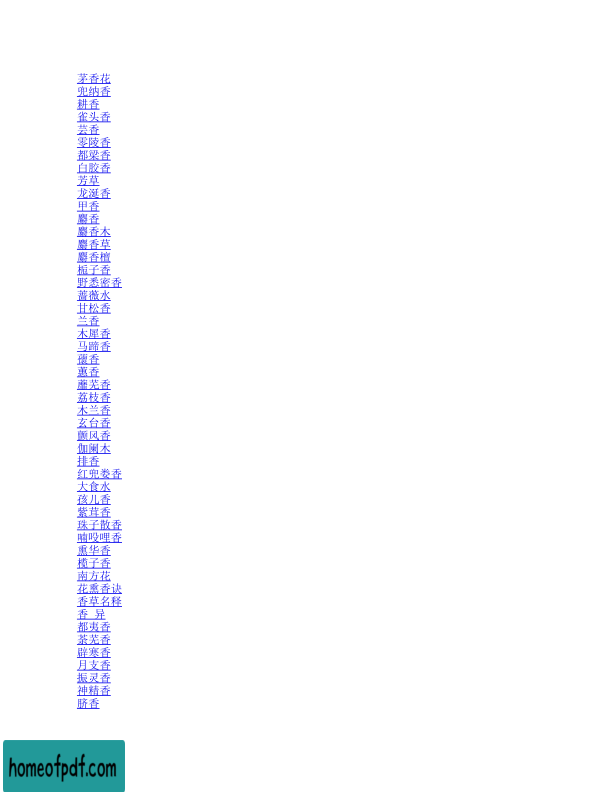 茅香花
兜纳香
耕香
雀头香
芸香
零陵香
都梁香
白胶香
芳草
龙涎香
甲香
麝香
麝香木
麝香草
麝香檀
栀子香
野悉密香
蔷薇水
甘松香
兰香
木犀香
马蹄香
蘹香
蕙香
蘼芜香
荔枝香
木兰香
玄台香
颤风香
伽阑木
排香
红兜娄香
大食水
孩儿香
紫茸香
珠子散香
喃㕮哩香
熏华香
榄子香
南方花
花熏香诀
香草名释
香 异
都夷香
荼芜香
辟寒香
月支香
振灵香
神精香
䏿香
homeofpdf.com